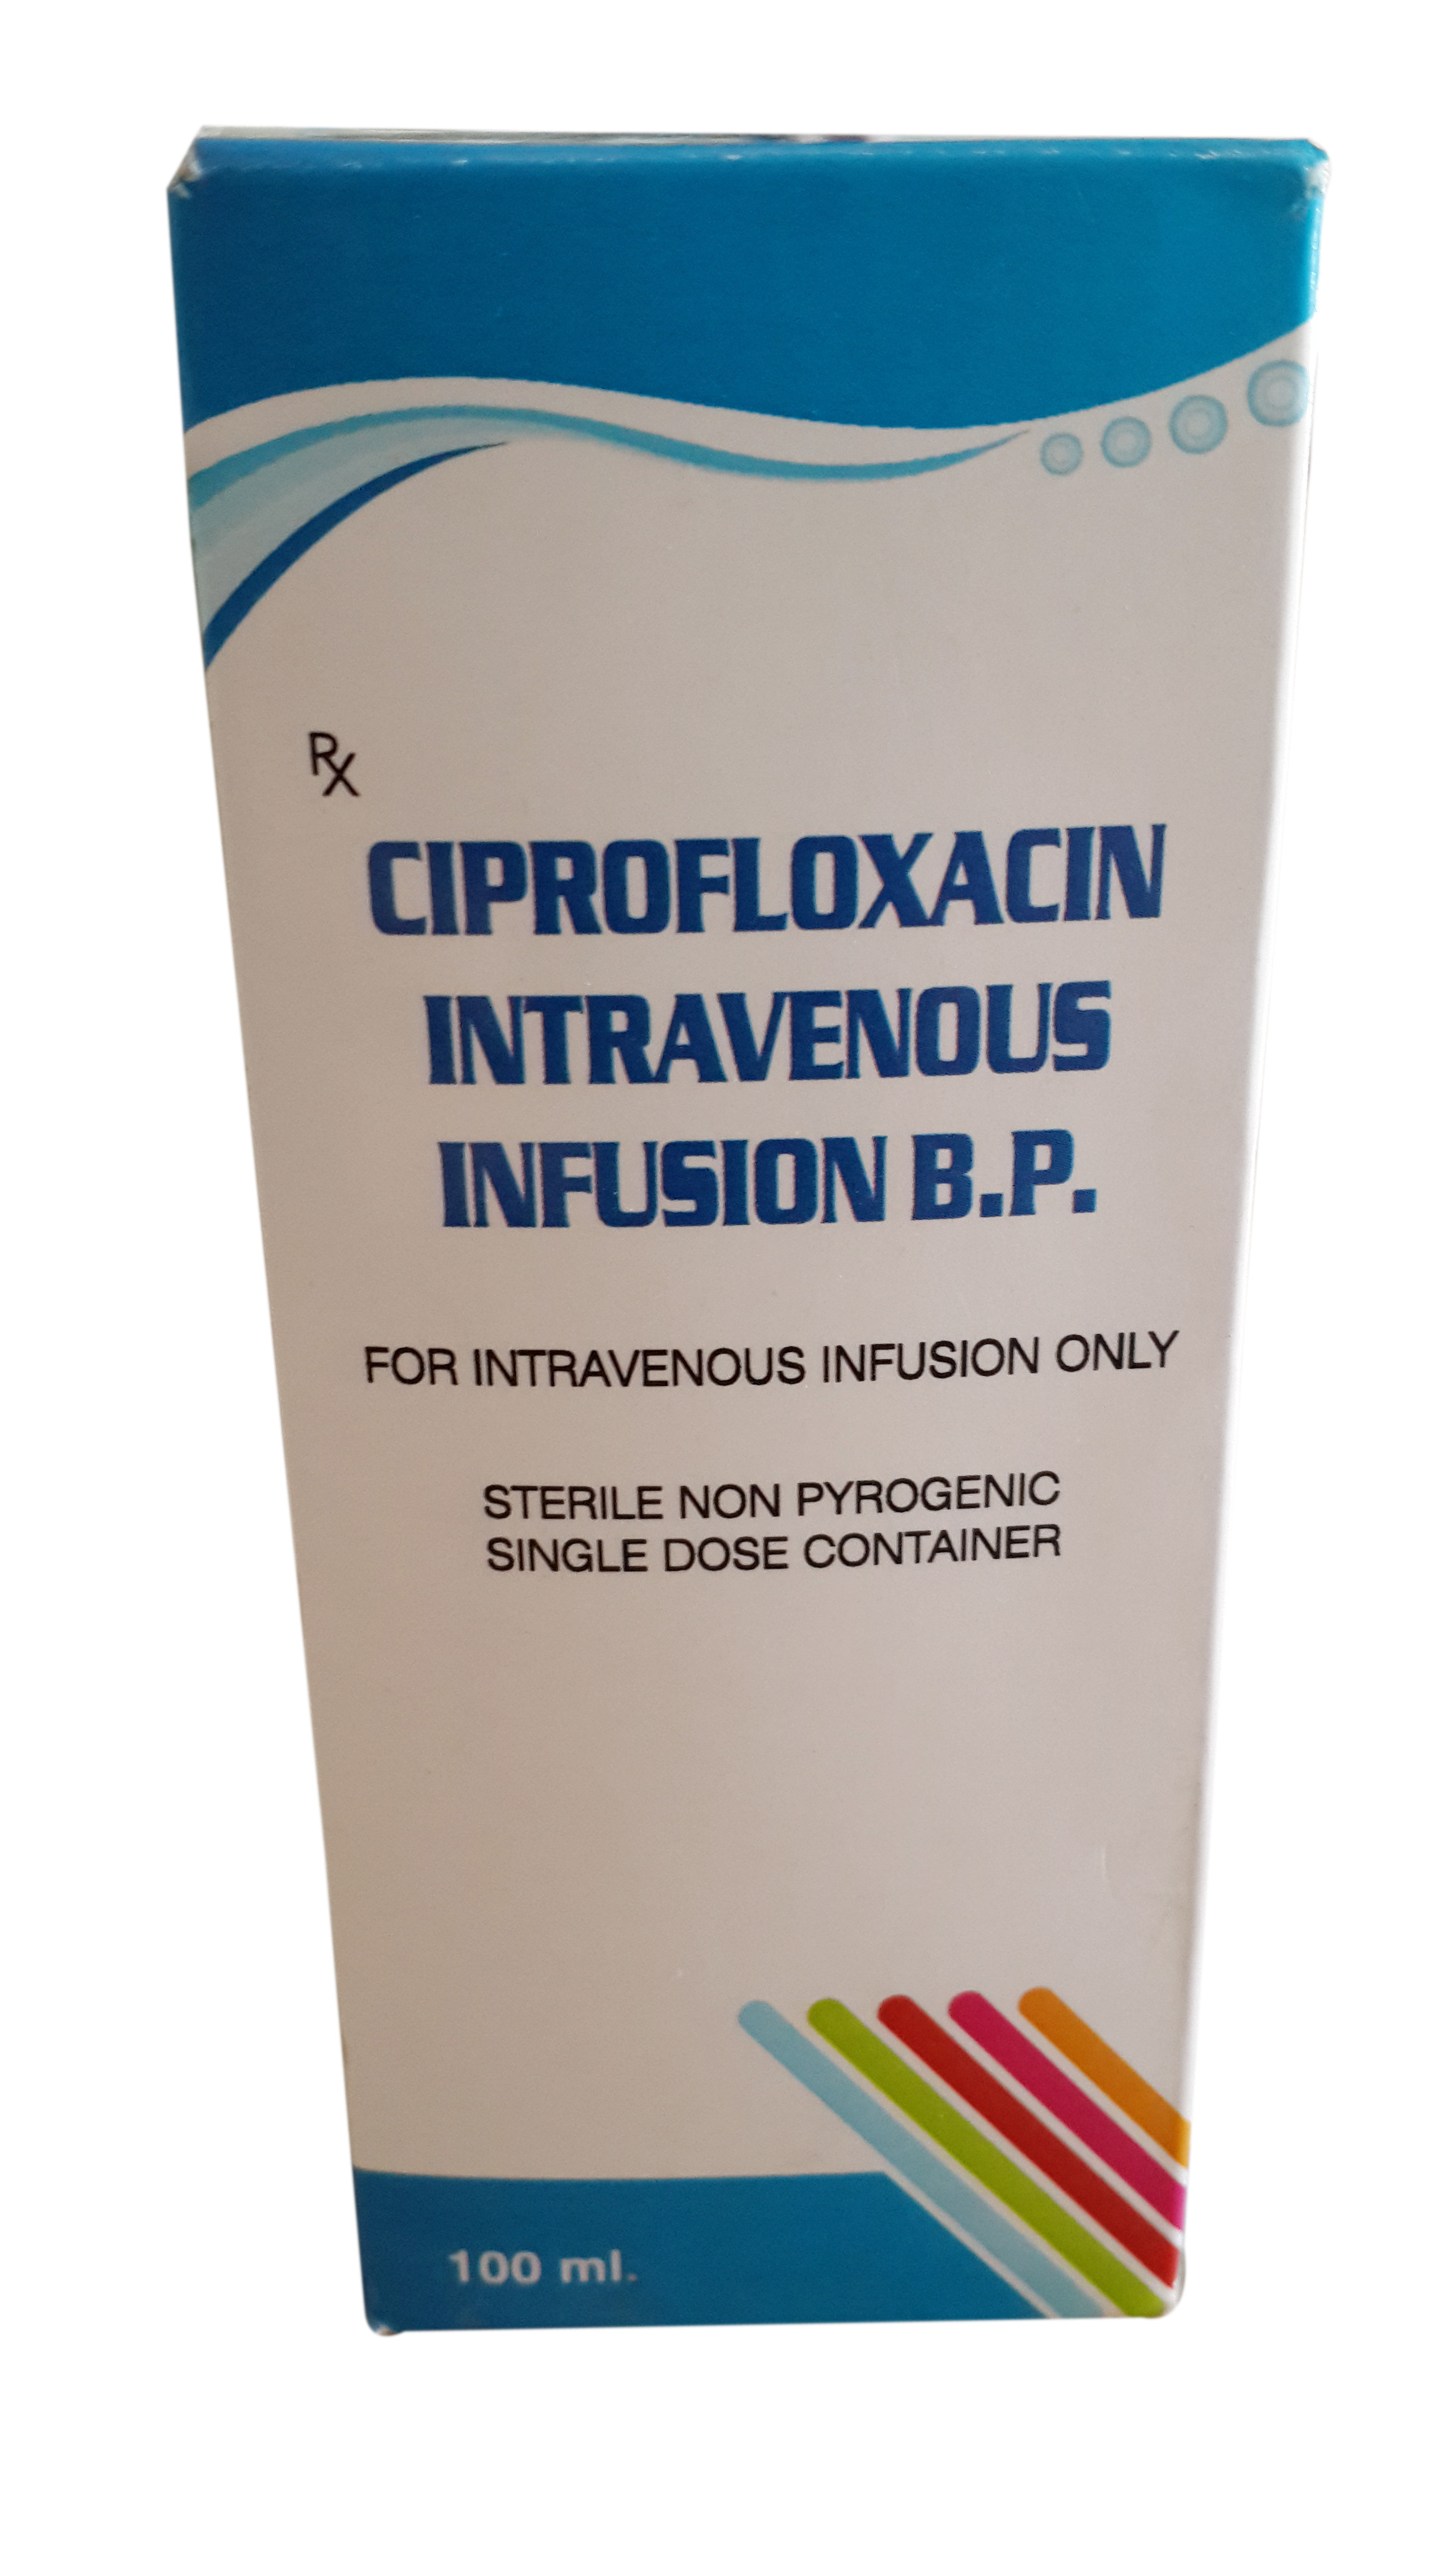 Rx
CIPROFLOXACIN
INTRAVENOUS
INFUSION B.P.
FOR INTRAVENOUS INFUSION ONLY
STERILE NON PYROGENIC
SINGLE DOSE CONTAINER
100 ml.